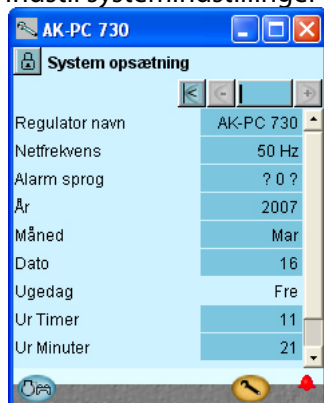 AK-PC 730
System opsætning
Regulator navn AK-PC 730
Netfrekvens 50 Hz
Alarm sprog ? 0 ?
År 2007
Måned Mar
Dato 16
Ugedag Fre
Ur Timer 11
Ur Minuter 21